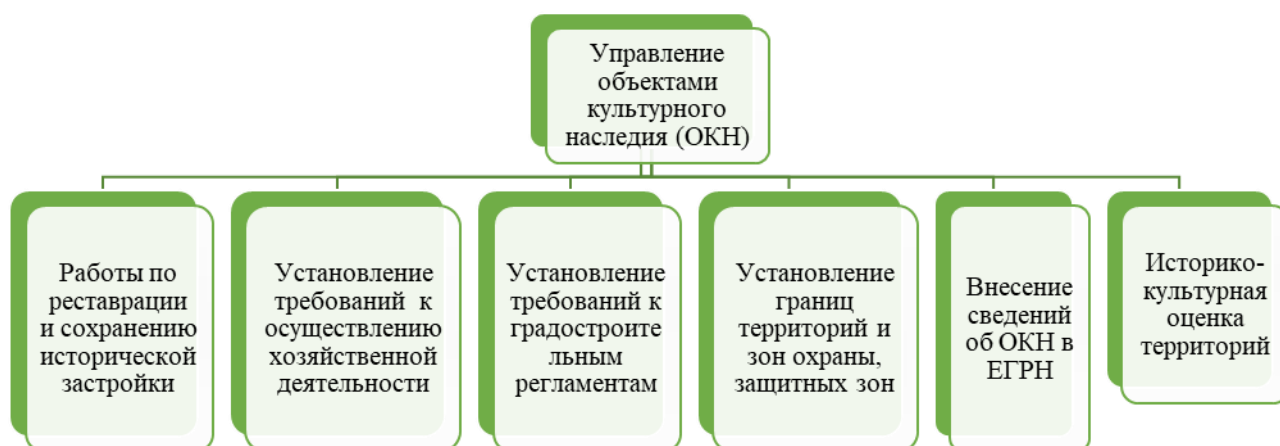 Управление
объектами
культурного
наследия (ОКН)
Работы по
реставрации
и сохранению
исторической
застройки
Установление
требований к
осуществлению
хозяйственной
деятельности
Установление
требований к
градостроите
льным
регламентам
Установление
границ
территорий и
зон охраны,
защитных зон
Внесение
сведений
об ОКН в
ЕГРН
Историко-
культурная
оценка
территорий